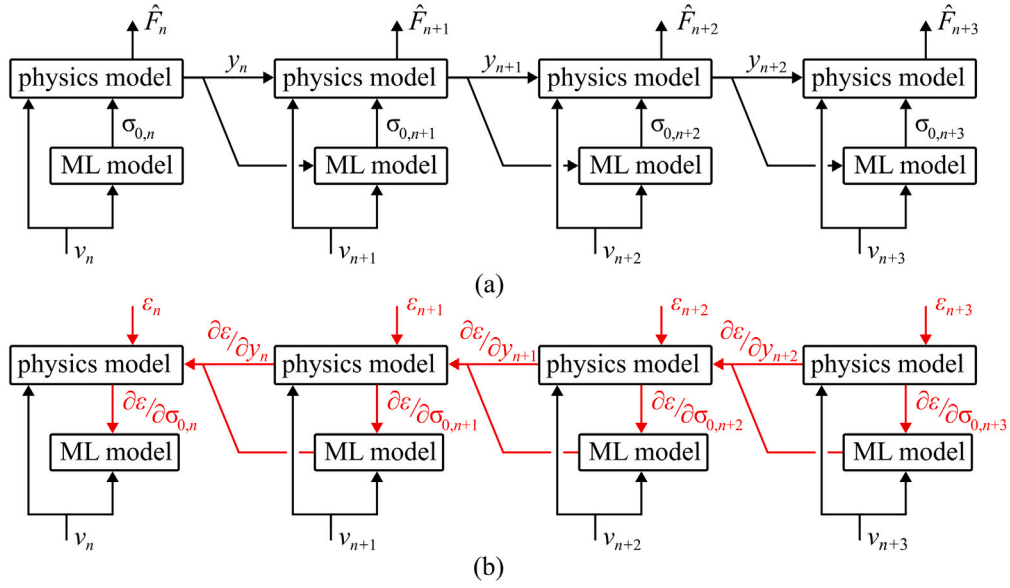 F̂ₙ F̂ₙ₊₁ F̂ₙ₊₂ F̂ₙ₊₃
physics model yₙ physics model yₙ₊₁ physics model yₙ₊₂ physics model
σ₀,ₙ σ₀,ₙ₊₁ σ₀,ₙ₊₂ σ₀,ₙ₊₃
ML model ML model ML model ML model
vₙ vₙ₊₁ vₙ₊₂ vₙ₊₃
(a)
εₙ εₙ₊₁ εₙ₊₂ εₙ₊₃
∂ε/∂yₙ ∂ε/∂yₙ₊₁ ∂ε/∂yₙ₊₂
physics model physics model physics model physics model
∂ε/∂σ₀,ₙ ∂ε/∂σ₀,ₙ₊₁ ∂ε/∂σ₀,ₙ₊₂ ∂ε/∂σ₀,ₙ₊₃
ML model ML model ML model ML model
vₙ vₙ₊₁ vₙ₊₂ vₙ₊₃
(b)